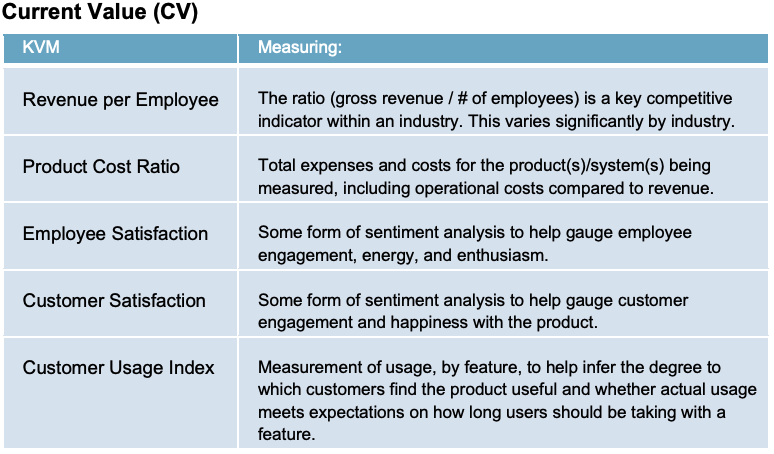 Current Value (CV)
KVM
Measuring:
Revenue per Employee
The ratio (gross revenue / # of employees) is a key competitive
indicator within an industry. This varies significantly by industry.
Product Cost Ratio
Total expenses and costs for the product(s)/system(s) being
measured, including operational costs compared to revenue.
Employee Satisfaction
Some form of sentiment analysis to help gauge employee
engagement, energy, and enthusiasm.
Customer Satisfaction
Some form of sentiment analysis to help gauge customer
engagement and happiness with the product.
Customer Usage Index
Measurement of usage, by feature, to help infer the degree to
which customers find the product useful and whether actual usage
meets expectations on how long users should be taking with a
feature.